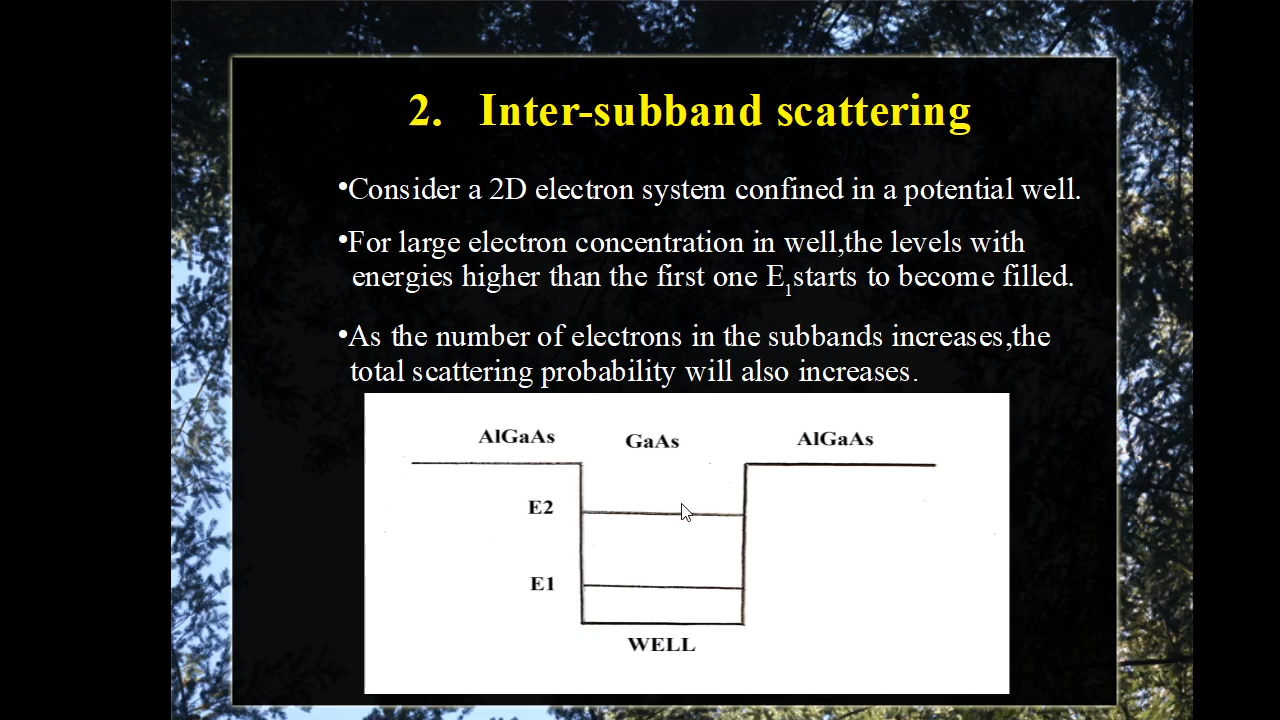 2. Inter-subband scattering
•Consider a 2D electron system confined in a potential well.
•For large electron concentration in well,the levels with
energies higher than the first one E1starts to become filled.
•As the number of electrons in the subbands increases,the
total scattering probability will also increases.
AlGaAs GaAs AlGaAs
E2
E1
WELL